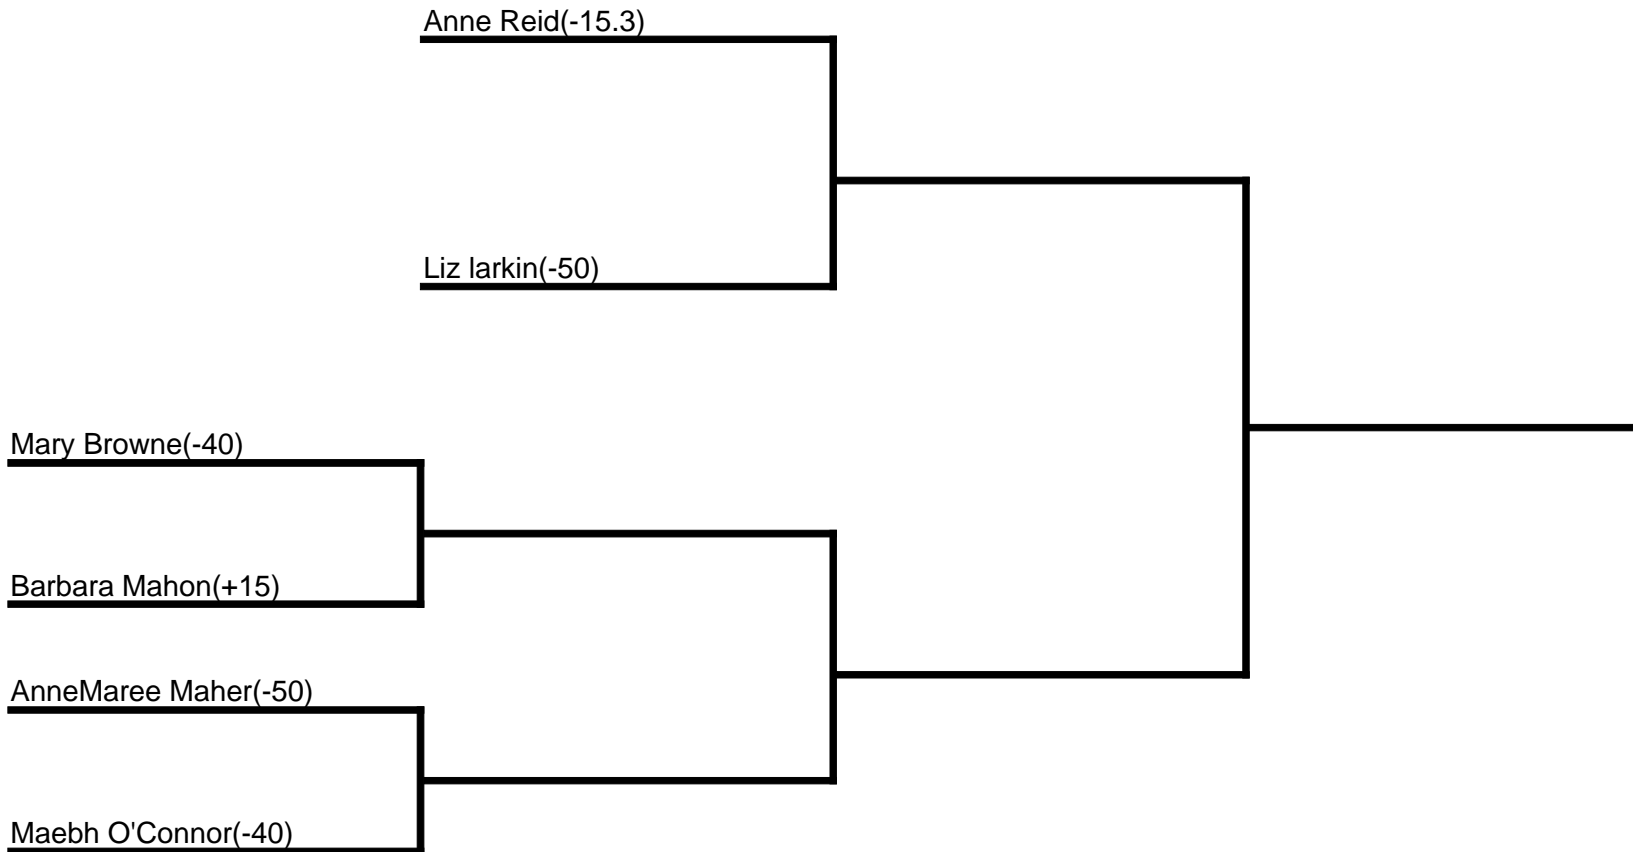 Anne Reid(-15.3)
Liz larkin(-50)
Mary Browne(-40)
Barbara Mahon(+15)
AnneMaree Maher(-50)
Maebh O'Connor(-40)